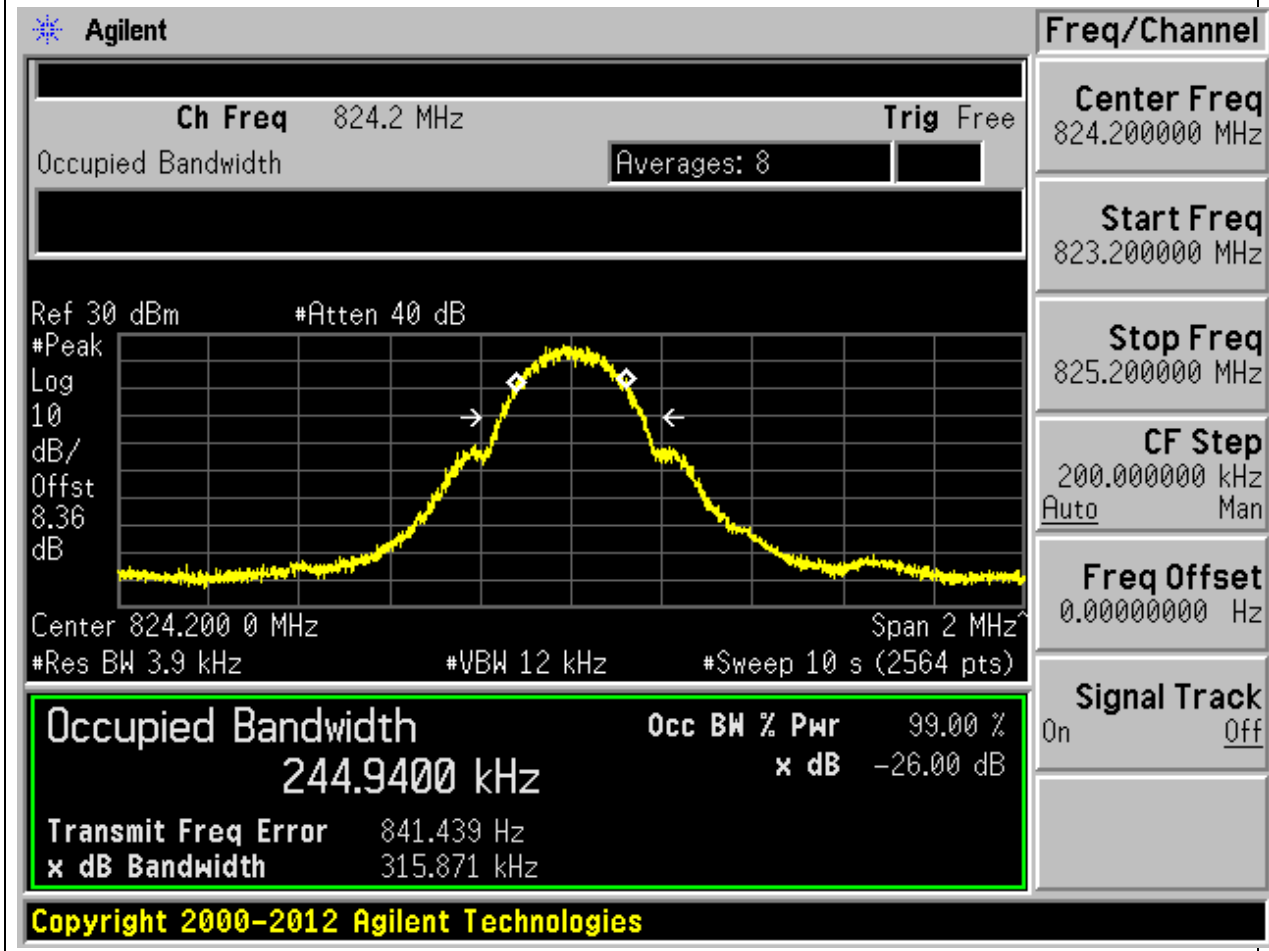 Agilent
Freq/Channel
Ch Freq 824.2 MHz Trig Free
Occupied Bandwidth Averages: 8
Center Freq
824.200000 MHz
Start Freq
823.200000 MHz
Stop Freq
825.200000 MHz
CF Step
200.000000 kHz
Auto Man
Freq Offset
0.00000000 Hz
Signal Track
On Off
Ref 30 dBm #Atten 40 dB
#Peak
Log
10
dB/
Offst
8.36
dB
Center 824.200 0 MHz Span 2 MHz^
#Res BW 3.9 kHz #VBW 12 kHz #Sweep 10 s (2564 pts)
Occupied Bandwidth Occ BW % Pwr 99.00 %
244.9400 kHz x dB -26.00 dB
Transmit Freq Error 841.439 Hz
x dB Bandwidth 315.871 kHz
Copyright 2000-2012 Agilent Technologies